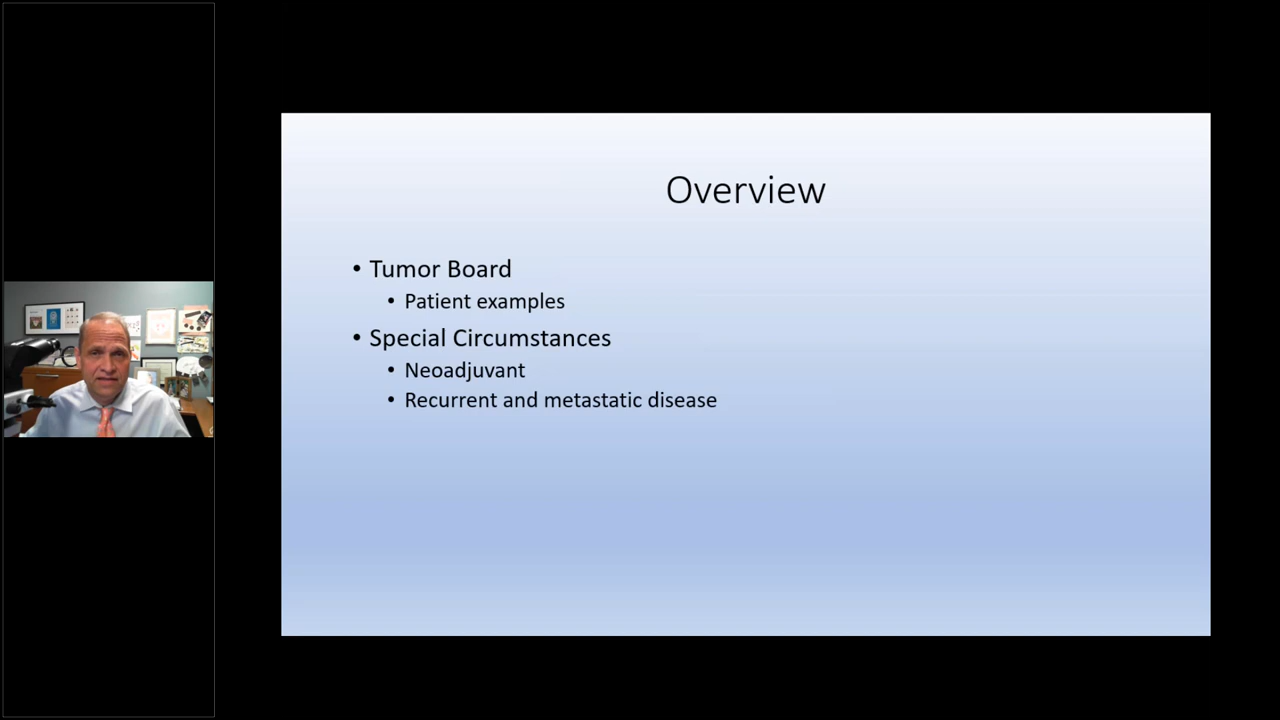 Overview
• Tumor Board
• Patient examples
• Special Circumstances
• Neoadjuvant
• Recurrent and metastatic disease